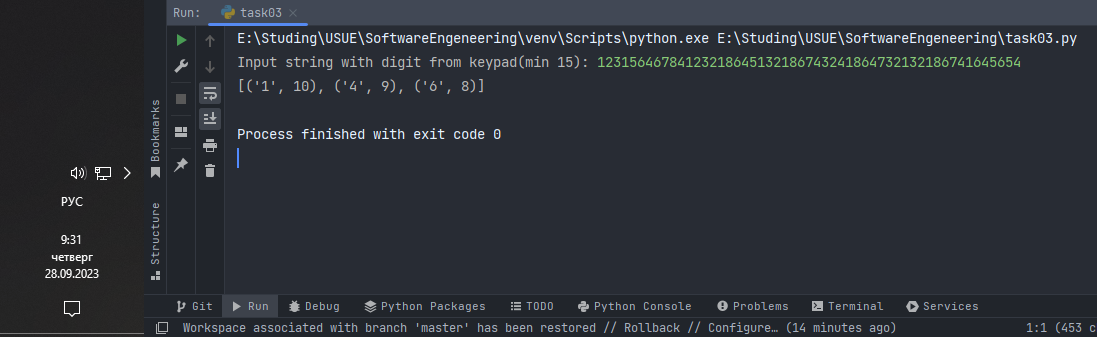 Run: task03
E:\Studing\USUE\SoftwareEngeneering\venv\Scripts\python.exe E:\Studing\USUE\SoftwareEngeneering\task03.py
Input string with digit from keypad(min 15): 12315646784123218645132186743241864732132186741645654
[('1', 10), ('4', 9), ('6', 8)]
Process finished with exit code 0
Bookmarks
Structure
РУС
9:31
четверг
28.09.2023
Git Run Debug Python Packages TODO Python Console Problems Terminal Services
Workspace associated with branch 'master' has been restored // Rollback // Configure… (14 minutes ago) 1:1 (453 c